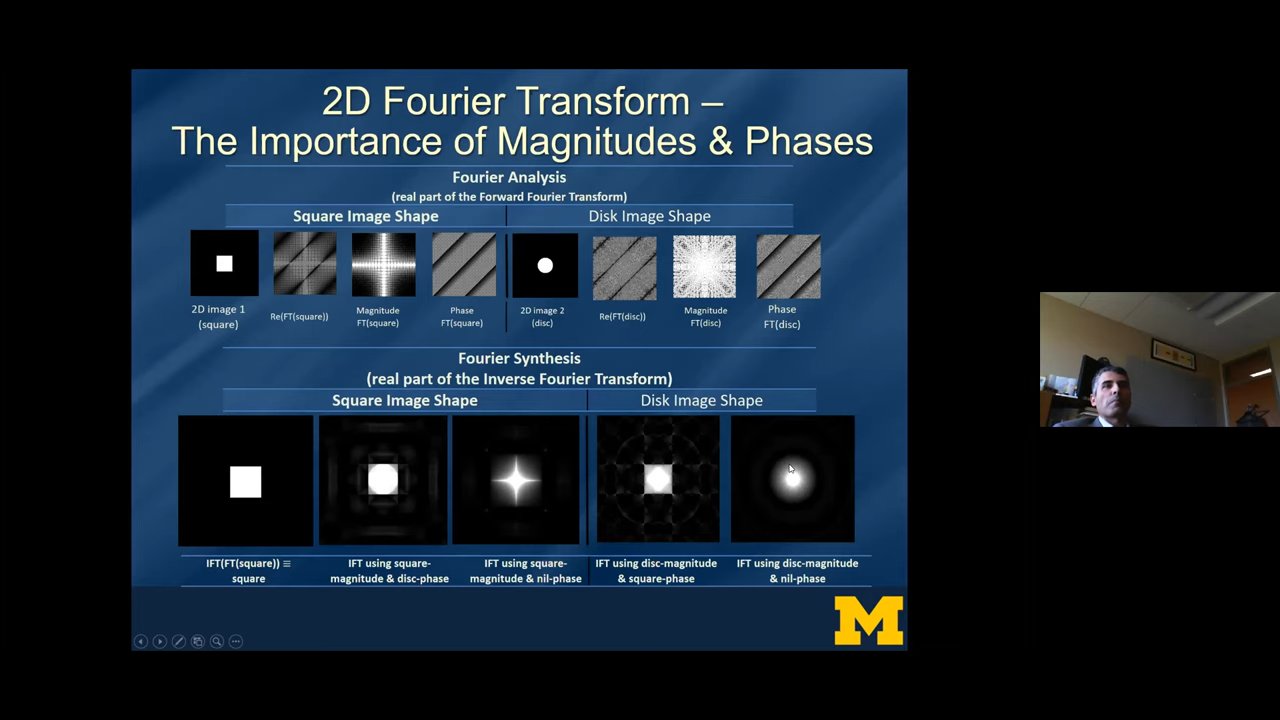 2D Fourier Transform –
The Importance of Magnitudes & Phases
Fourier Analysis
(real part of the Forward Fourier Transform)
Square Image Shape
Disk Image Shape
2D image 1
(square)
Re(FT(square))
Magnitude
FT(square)
Phase
FT(square)
2D image 2
(disc)
Re(FT(disc))
Magnitude
FT(disc)
Phase
FT(disc)
Fourier Synthesis
(real part of the Inverse Fourier Transform)
Square Image Shape
Disk Image Shape
IFT(FT(square)) ≡
square
IFT using square-
magnitude & disc-phase
IFT using square-
magnitude & nil-phase
IFT using disc-magnitude
& square-phase
IFT using disc-magnitude
& nil-phase
M